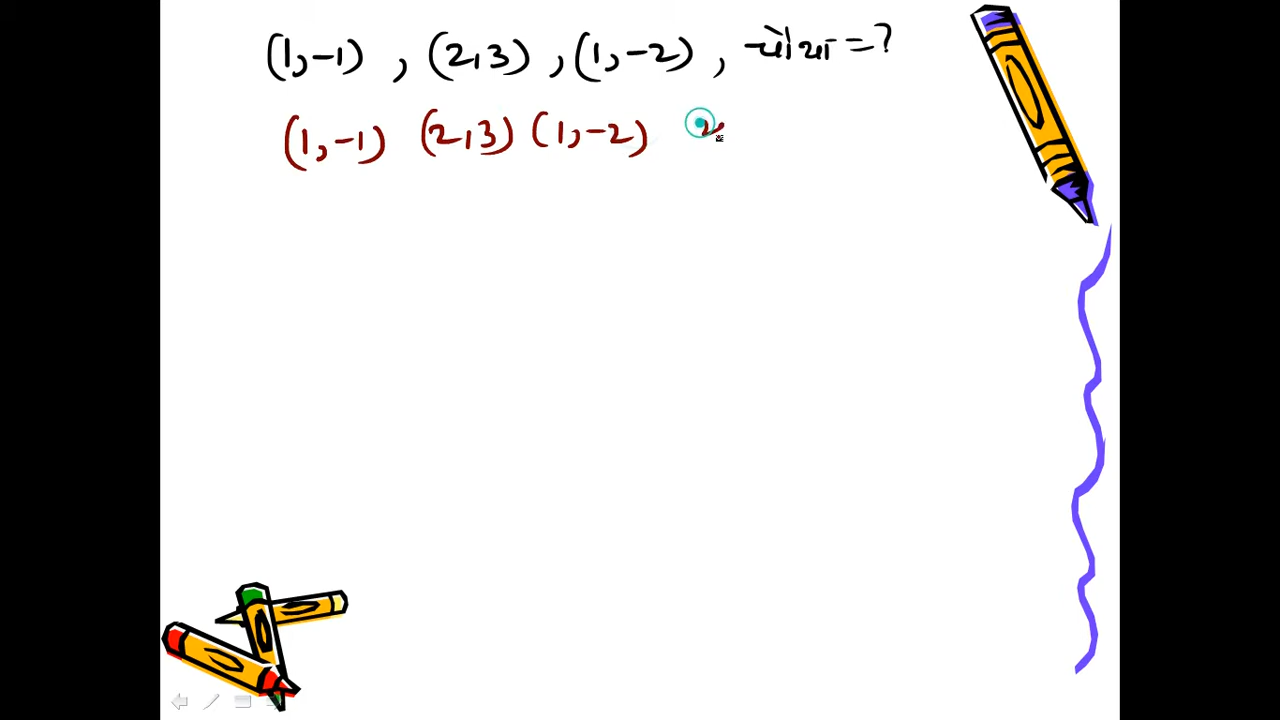 (1,-1) , (2,3) , (1,-2) , =?
(1,-1) (2,3) (1,-2)